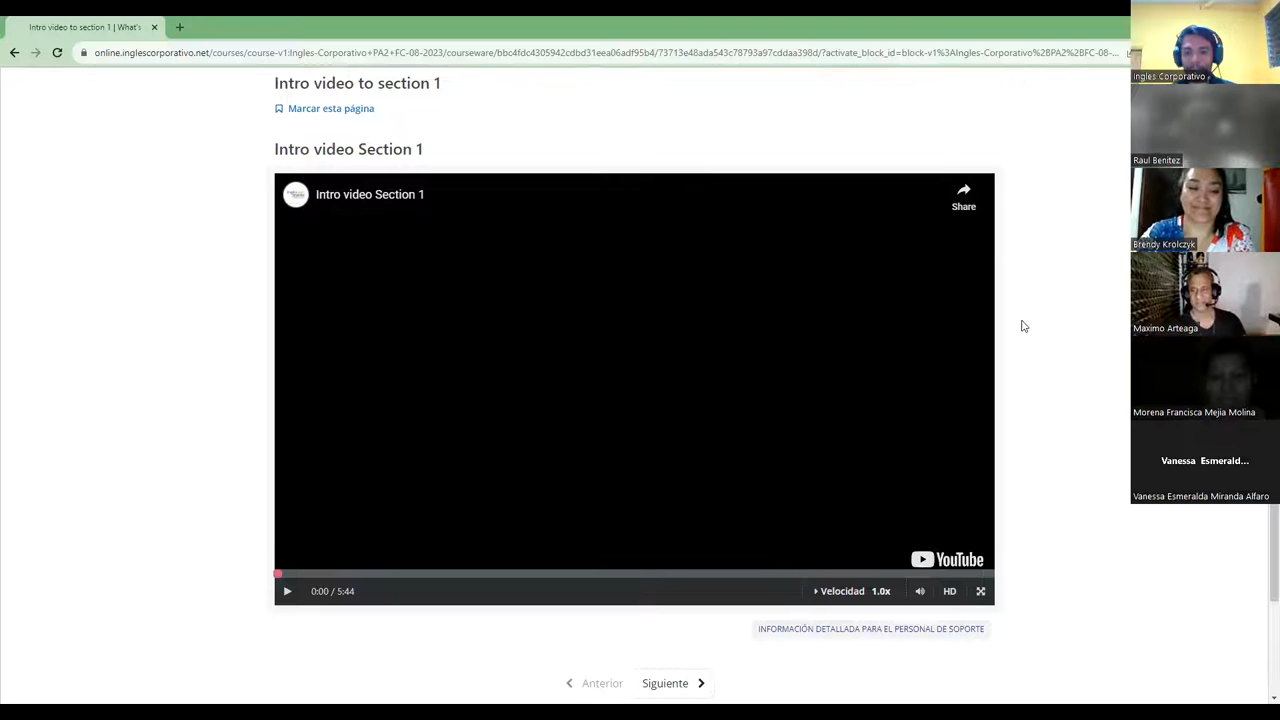 Intro video to section 1 | What's
online.inglescorporativo.net/courses/course-v1:Ingles-Corporativo+PA2+FC-08-2023/courseware/bbc4fdc4305942cdbd31eea06adf95b4/73713e48ada543c78793a97cddaa398d/?activate_block_id=block-v1%3AIngles-Corporativo%2BPA2%2BFC-08-...
Intro video to section 1
Marcar esta página
Intro video Section 1
Intro video Section 1
Share
YouTube
0:00 / 5:44
Velocidad 1.0x
HD
INFORMACIÓN DETALLADA PARA EL PERSONAL DE SOPORTE
Anterior
Siguiente
Ingles Corporativo
Raul Benitez
Brendy Krolczyk
Maximo Arteaga
Morena Francisca Mejia Molina
Vanessa Esmerald...
Vanessa Esmeralda Miranda Alfaro